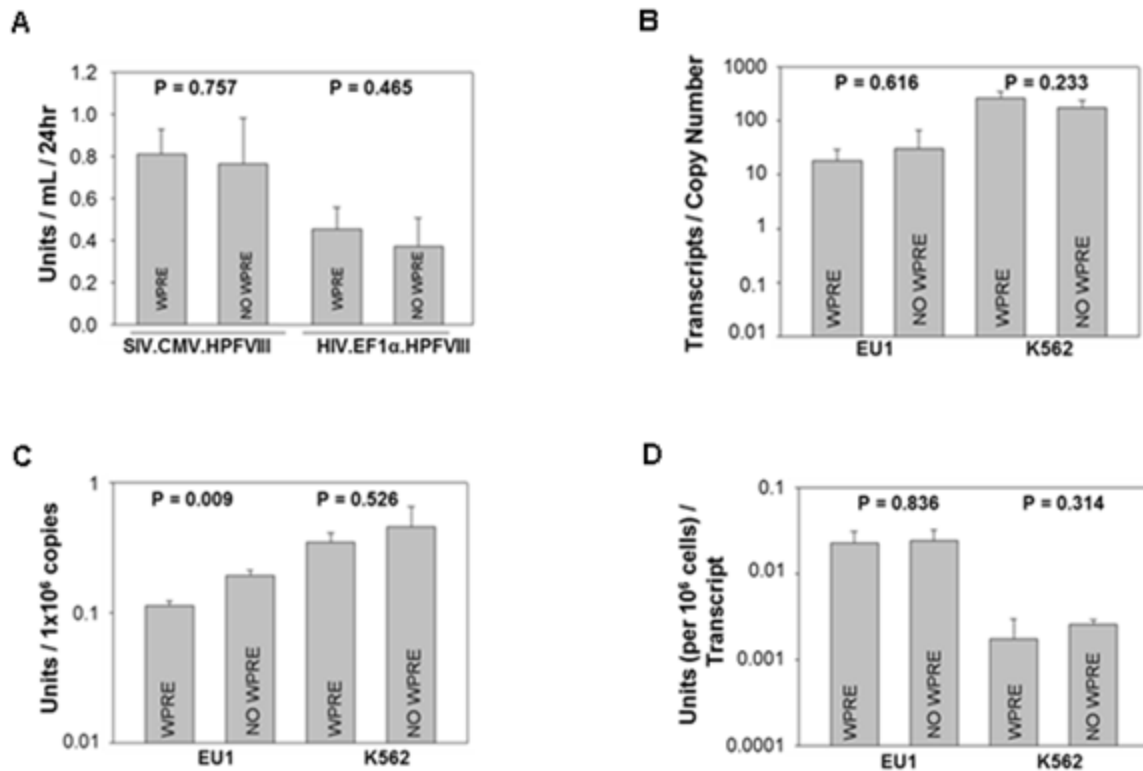 A
Units / mL / 24hr
1.2
1.0
0.8
0.6
0.4
0.2
0.0
P = 0.757
P = 0.465
WPRE
NO WPRE
WPRE
NO WPRE
SIV.CMV.HPFVIII
HIV.EF1α.HPFVIII
B
Transcripts / Copy Number
1000
100
10
1
0.1
0.01
P = 0.616
P = 0.233
WPRE
NO WPRE
WPRE
NO WPRE
EU1
K562
C
Units / 1x10⁶ copies
1
0.1
0.01
P = 0.009
P = 0.526
WPRE
NO WPRE
WPRE
NO WPRE
EU1
K562
D
Units (per 10⁶ cells) /
Transcript
0.1
0.01
0.001
0.0001
P = 0.836
P = 0.314
WPRE
NO WPRE
WPRE
NO WPRE
EU1
K562